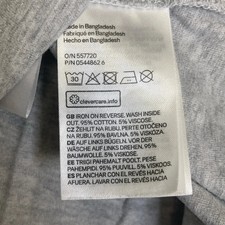 Made in Bangladesh
Fabriqué en Bangladesh
Hecho en Bangladesh
O/N 557720
P/N 0544862 6
30
clevercare.info
GB IRON ON REVERSE. WASH INSIDE
OUT. 95% COTTON. 5% VISCOSE.
CZ ŽEHLIT NA RUBU. PERTE OTOČENÉ
NA RUBU. 95% BAVLNA. 5% VISKÓZA.
DE AUF LINKS BÜGELN. VOR DER
WÄSCHE AUF LINKS DREHEN. 95%
BAUMWOLLE. 5% VISKOSE.
EE TRIIGI PAHEMALT POOLT. PESE
PAHEMPIDI. 95% PUUVILL. 5% VISKOOS.
ES PLANCHAR CON EL REVÉS HACIA
AFUERA. LAVAR CON EL REVÉS HACIA